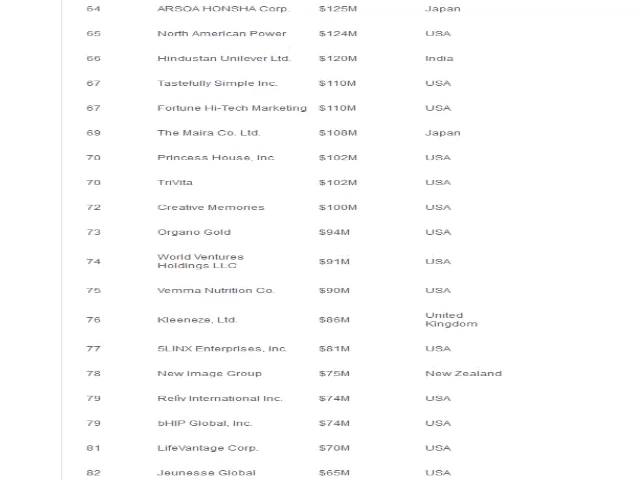 64 ARSOA HONSHA Corp. $125M Japan
65 North American Power $124M USA
66 Hindustan Unilever Ltd. $120M India
67 Tastefully Simple Inc. $110M USA
67 Fortune Hi-Tech Marketing $110M USA
69 The Maira Co. Ltd. $108M Japan
70 Princess House, Inc. $102M USA
70 TriVita $102M USA
72 Creative Memories $100M USA
73 Organo Gold $94M USA
74 World Ventures Holdings LLC $91M USA
75 Vemma Nutrition Co. $90M USA
76 Kleeneze, Ltd. $86M United Kingdom
77 5LINX Enterprises, Inc. $81M USA
78 New Image Group $75M New Zealand
79 Reliv International Inc. $74M USA
79 bHIP Global, Inc. $74M USA
81 LifeVantage Corp. $70M USA
82 Jeunesse Global $65M USA